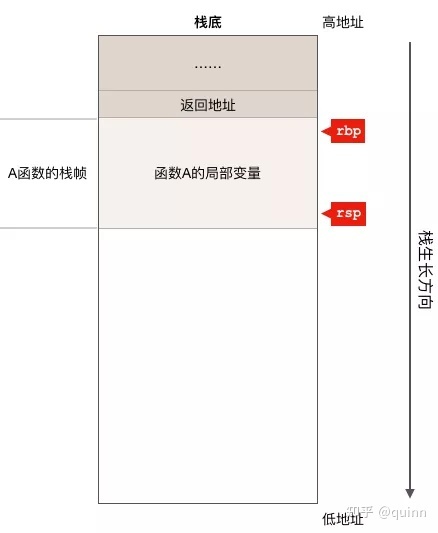 栈底
高地址
……
返回地址
rbp
A函数的栈帧
函数A的局部变量
rsp
栈生长方向
知乎 @quinn
低地址